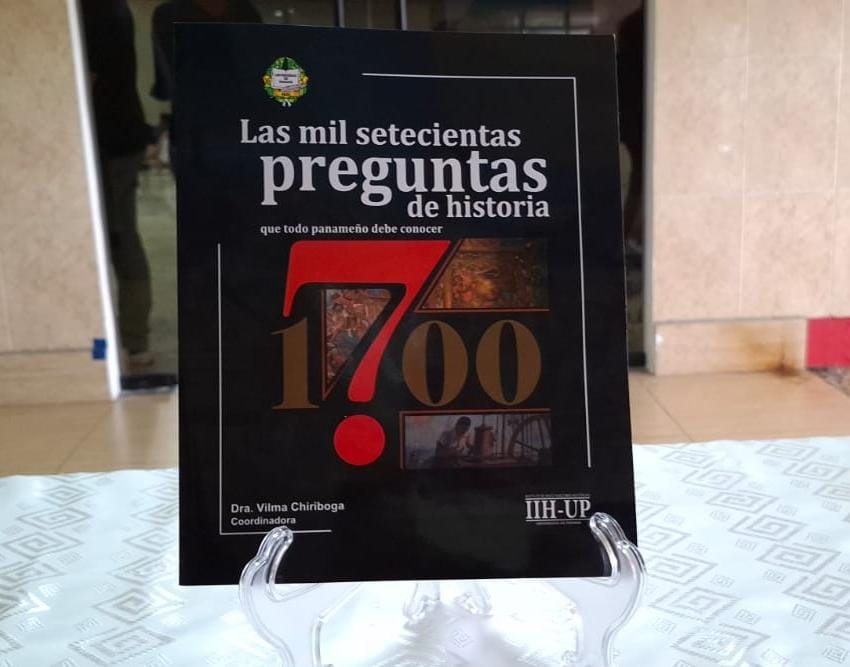 Las mil setecientas
preguntas
de historia
que todo panameño debe conocer
1700
Dra. Vilma Chiriboga
Coordinadora
IIH-UP